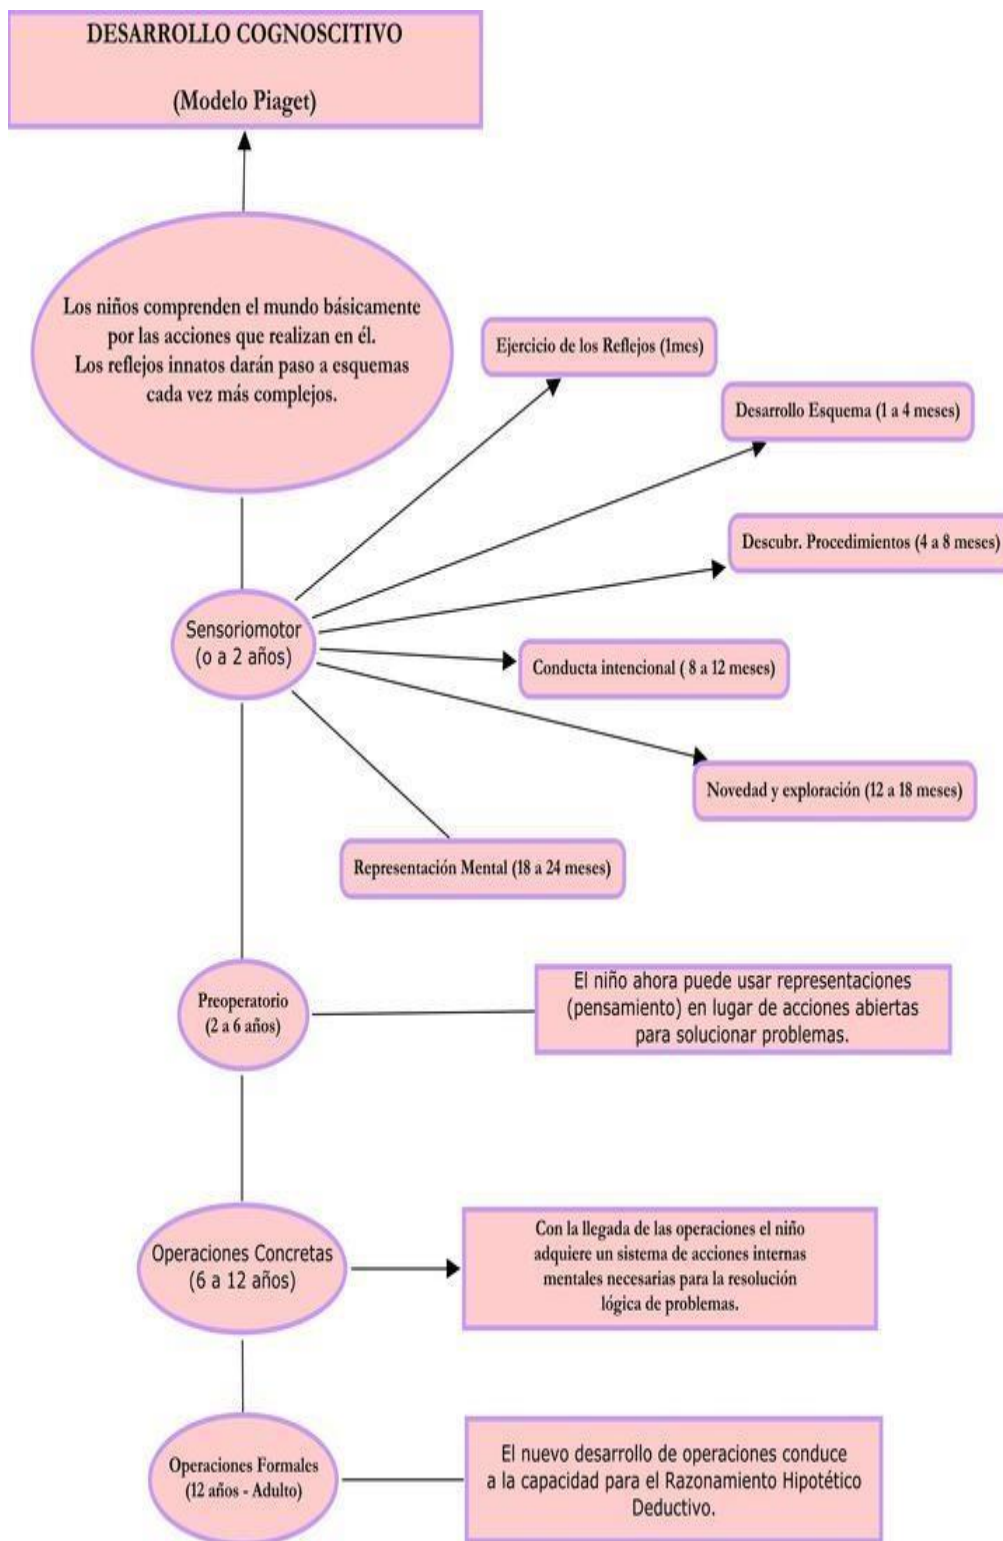 DESARROLLO COGNOSCITIVO
(Modelo Piaget)
Los niños comprenden el mundo básicamente
por las acciones que realizan en él.
Los reflejos innatos darán paso a esquemas
cada vez más complejos.
Ejercicio de los Reflejos (1mes)
Desarrollo Esquema (1 a 4 meses)
Descubr. Procedimientos (4 a 8 meses)
Sensoriomotor
(o a 2 años)
Conducta intencional ( 8 a 12 meses)
Novedad y exploración (12 a 18 meses)
Representación Mental (18 a 24 meses)
Preoperatorio
(2 a 6 años)
El niño ahora puede usar representaciones
(pensamiento) en lugar de acciones abiertas
para solucionar problemas.
Operaciones Concretas
(6 a 12 años)
Con la llegada de las operaciones el niño
adquiere un sistema de acciones internas
mentales necesarias para la resolución
lógica de problemas.
Operaciones Formales
(12 años - Adulto)
El nuevo desarrollo de operaciones conduce
a la capacidad para el Razonamiento Hipotético
Deductivo.